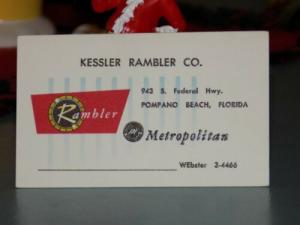 KESSLER RAMBLER CO.
943 S. Federal Hwy.
POMPANO BEACH, FLORIDA
Rambler
Metropolitan
WEbster 3-4466